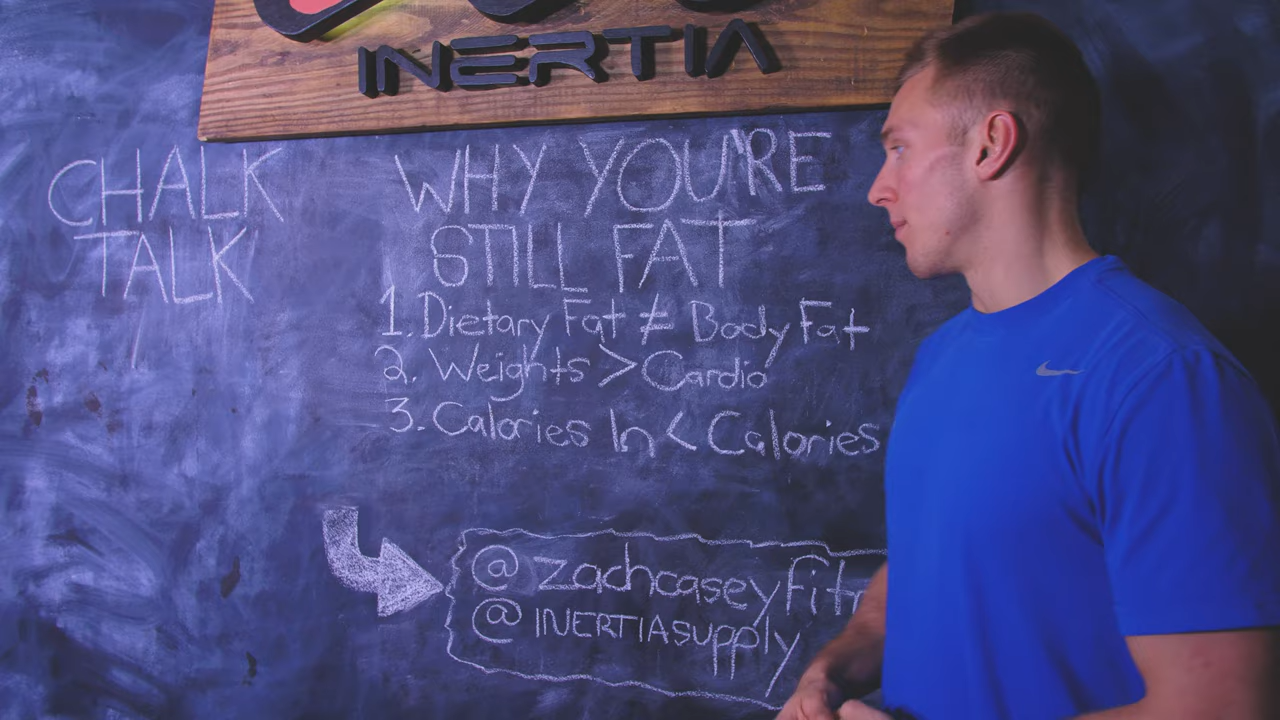 INERTIA
CHALK
TALK
WHY YOU'RE
STILL FAT
1. Dietary Fat ≠ Body Fat
2. Weights > Cardio
3. Calories In < Calories
@zachcaseyfit
@INERTIAsupply